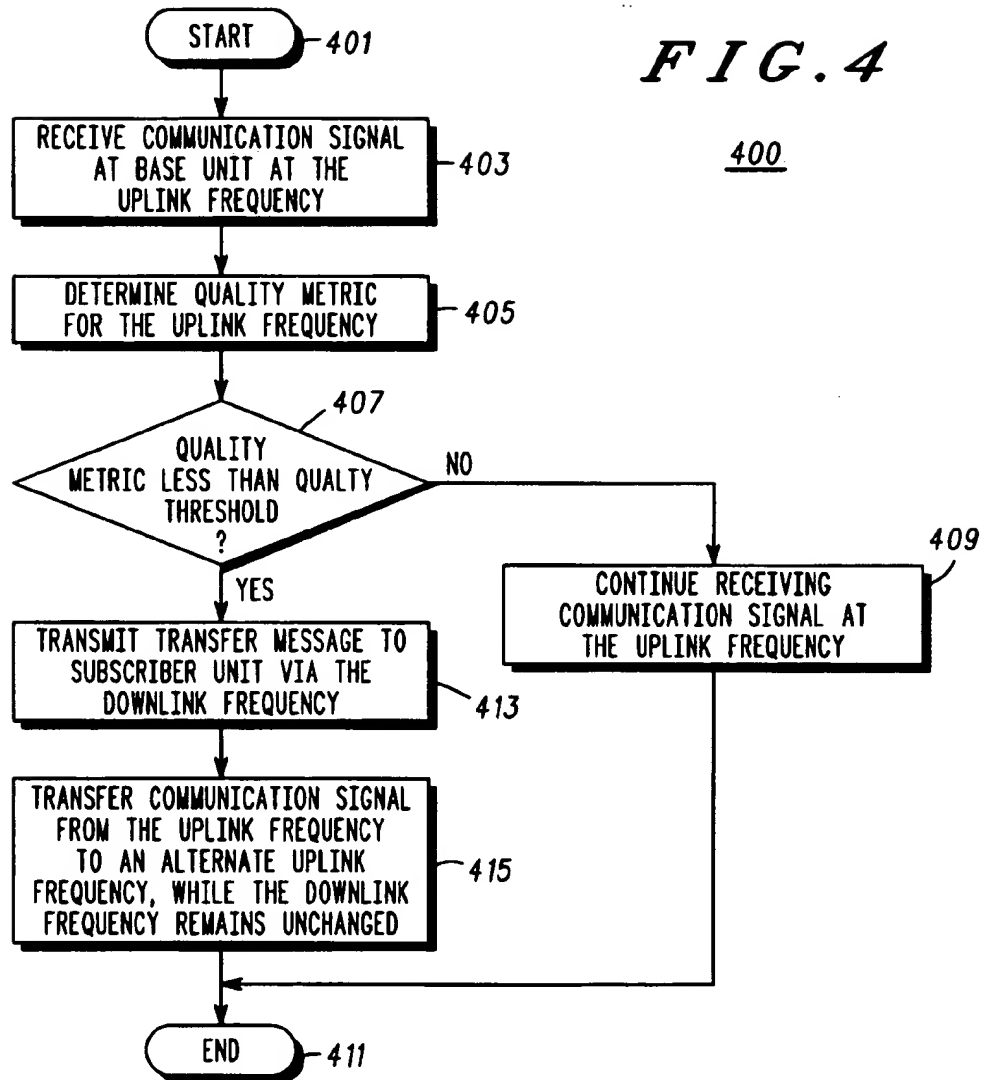 START
401
FIG.4
400
RECEIVE COMMUNICATION SIGNAL
AT BASE UNIT AT THE
UPLINK FREQUENCY
403
DETERMINE QUALITY METRIC
FOR THE UPLINK FREQUENCY
405
407
QUALITY
METRIC LESS THAN QUALTY
THRESHOLD
?
NO
YES
409
CONTINUE RECEIVING
COMMUNICATION SIGNAL AT
THE UPLINK FREQUENCY
TRANSMIT TRANSFER MESSAGE TO
SUBSCRIBER UNIT VIA THE
DOWNLINK FREQUENCY
413
TRANSFER COMMUNICATION SIGNAL
FROM THE UPLINK FREQUENCY
TO AN ALTERNATE UPLINK
FREQUENCY, WHILE THE DOWNLINK
FREQUENCY REMAINS UNCHANGED
415
END
411